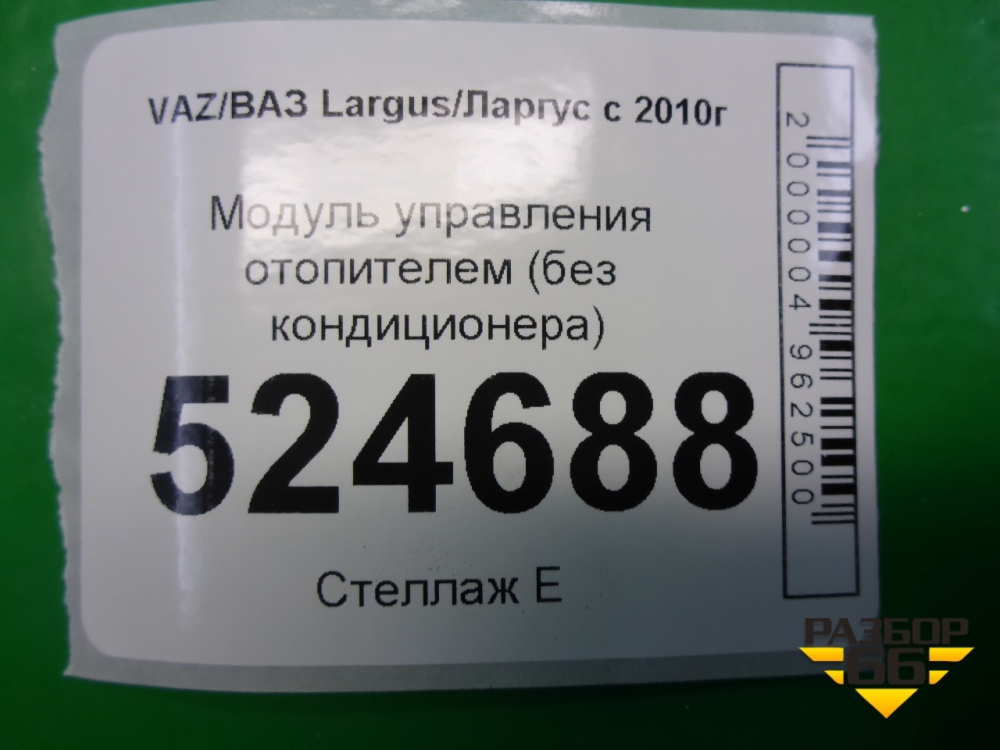 VAZ/ВАЗ Largus/Ларгус с 2010г
Модуль управления
отопителем (без
кондиционера)
524688
Стеллаж Е
2000004962500
РАЗБОР
66